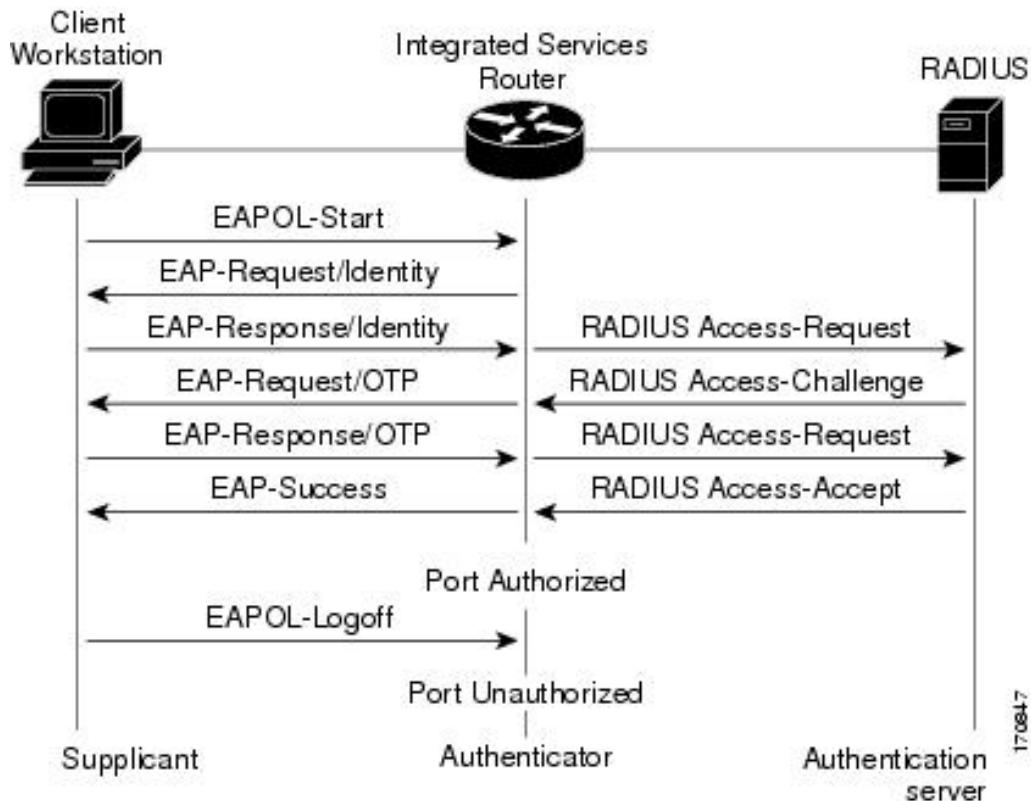 Client
Workstation
Integrated Services
Router
RADIUS
EAPOL-Start
EAP-Request/Identity
EAP-Response/Identity
RADIUS Access-Request
EAP-Request/OTP
RADIUS Access-Challenge
EAP-Response/OTP
RADIUS Access-Request
EAP-Success
RADIUS Access-Accept
Port Authorized
EAPOL-Logoff
Port Unauthorized
Supplicant
Authenticator
Authentication
server